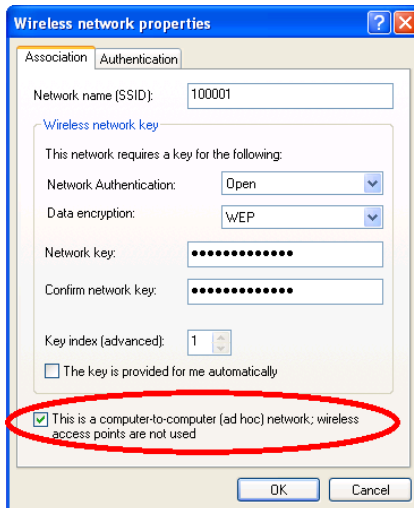 Wireless network properties
Association Authentication
Network name (SSID): 100001
Wireless network key
This network requires a key for the following:
Network Authentication: Open
Data encryption: WEP
Network key: •••••••••••••
Confirm network key: •••••••••••••
Key index (advanced): 1
The key is provided for me automatically
This is a computer-to-computer (ad hoc) network; wireless
access points are not used
OK Cancel